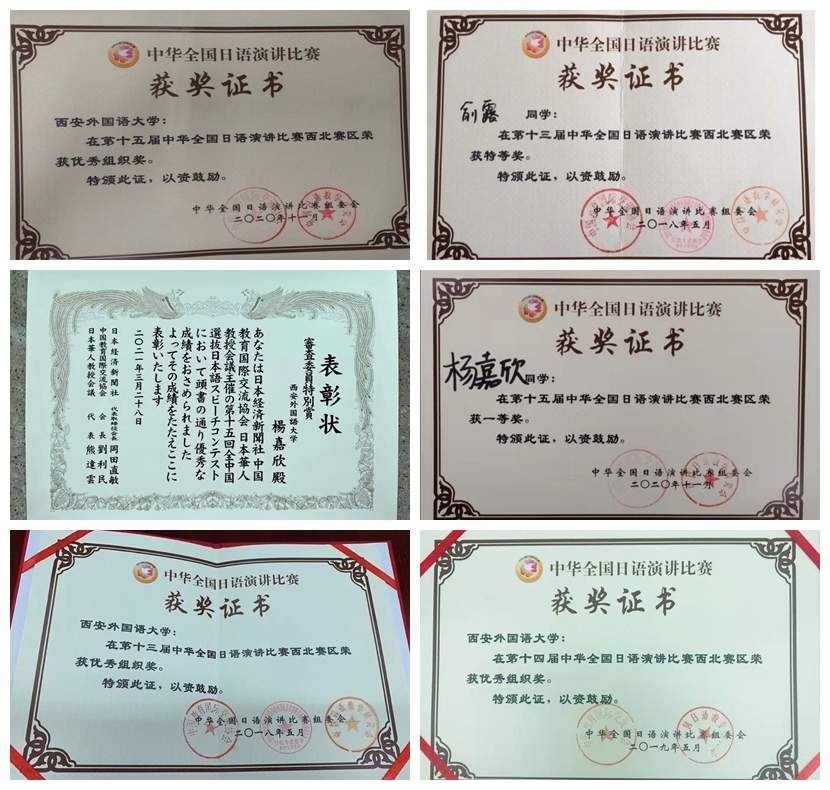 中华全国日语演讲比赛
获奖证书
西安外国语大学：
在第十五届中华全国日语演讲比赛西北赛区荣
获优秀组织奖。
特颁此证，以资鼓励。
中华全国日语演讲比赛组委会
二〇二〇年十一月
中华全国日语演讲比赛
获奖证书
俞露 同学：
在第十三届中华全国日语演讲比赛西北赛区荣
获特等奖。
特颁此证，以资鼓励。
中华全国日语演讲比赛组委会
二〇一八年五月
表彰状
審査委員特別賞
西安外国語大学
楊嘉欣殿
あなたは日本経済新聞社 中国
教育国際交流協会 日本華人
教授会議主催の第十五回全中国
選抜日本語スピーチコンテスト
において頭書の通り優秀な
成績をおさめられました
よってその成績をたたえここに
表彰いたします
二〇二一年三月二十八日
日本経済新聞社 代表取締役会長 岡田直敏
中国教育国際交流協会 会長 劉利民
日本華人教授会議 代表 熊達雲
中华全国日语演讲比赛
获奖证书
杨嘉欣同学：
在第十五届中华全国日语演讲比赛西北赛区荣
获一等奖。
特颁此证，以资鼓励。
中华全国日语演讲比赛组委会
二〇二〇年十一月
中华全国日语演讲比赛
获奖证书
西安外国语大学：
在第十三届中华全国日语演讲比赛西北赛区荣
获优秀组织奖。
特颁此证，以资鼓励。
中华全国日语演讲比赛组委会
二〇一八年五月
中华全国日语演讲比赛
获奖证书
西安外国语大学：
在第十四届中华全国日语演讲比赛西北赛区荣
获优秀组织奖。
特颁此证，以资鼓励。
中华全国日语演讲比赛组委会
二〇一九年五月